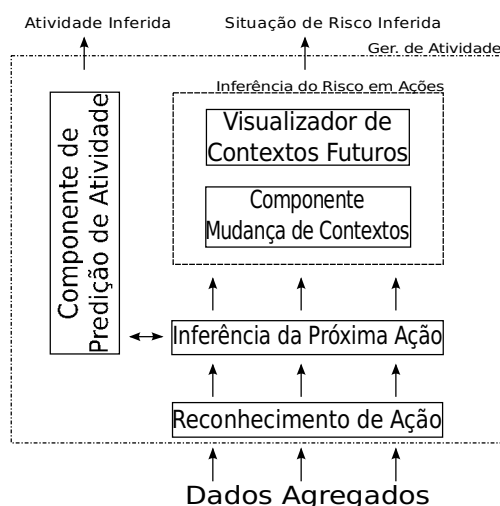 Atividade Inferida
Situação de Risco Inferida
Ger. de Atividade
Inferência do Risco em Ações
Componente de
Predição de Atividade
Visualizador de
Contextos Futuros
Componente
Mudança de Contextos
Inferência da Próxima Ação
Reconhecimento de Ação
Dados Agregados